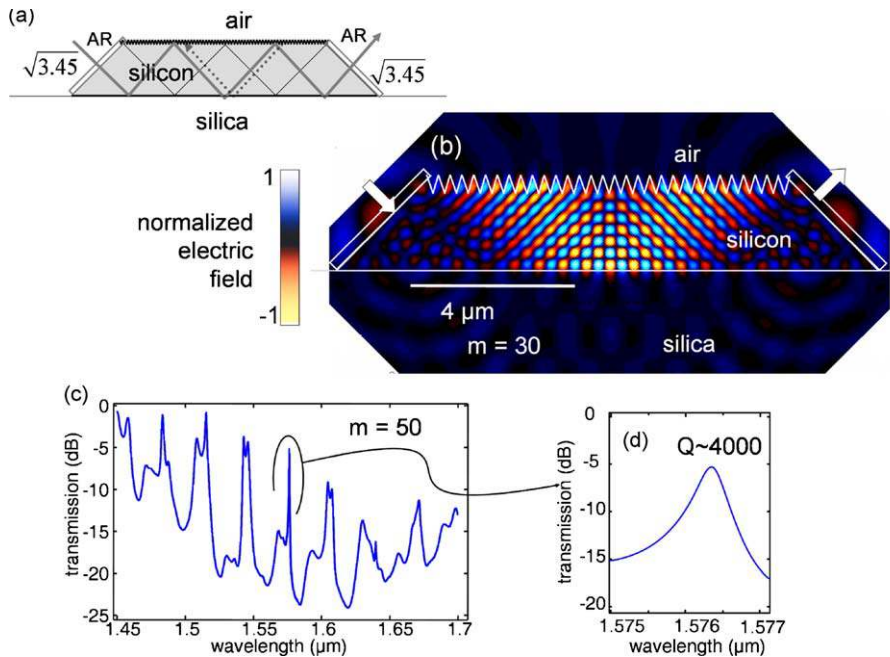 (a)
air
AR
AR
√3.45
silicon
√3.45
silica
(b)
air
1
normalized
electric
field
-1
silicon
4 µm
m = 30
silica
(c)
0
-5
-10
-15
-20
-25
transmission (dB)
m = 50
1.45
1.5
1.55
1.6
1.65
1.7
wavelength (µm)
(d)
Q~4000
0
-5
-10
-15
-20
transmission (dB)
1.575
1.576
1.577
wavelength (µm)